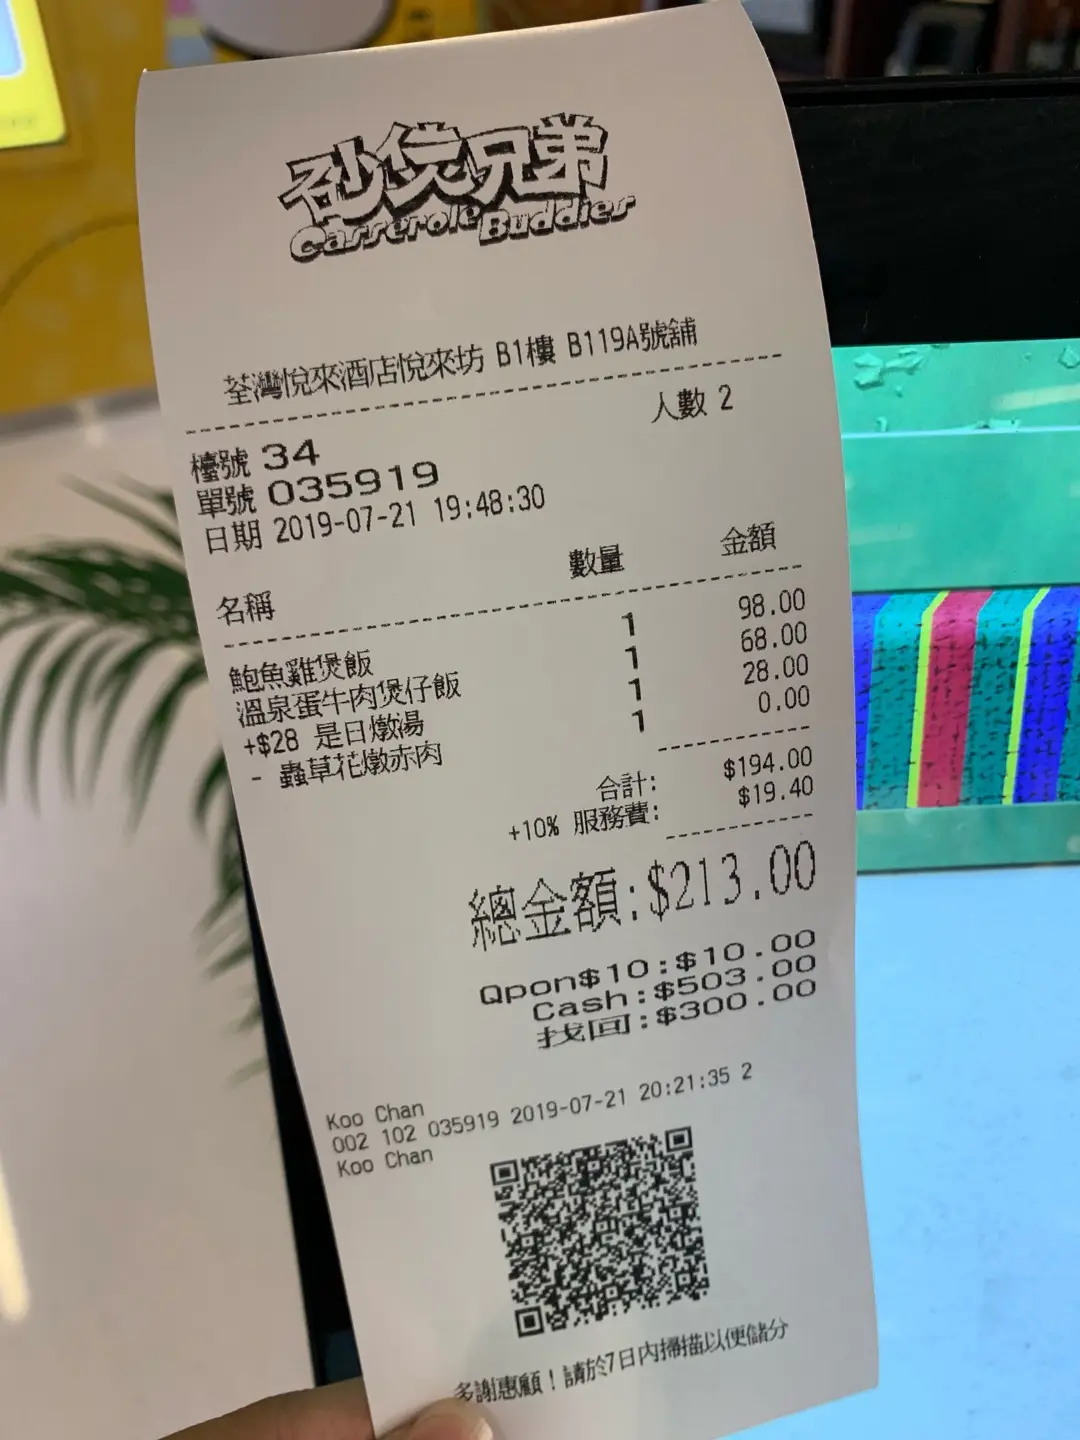 砂煲兄弟
Casserole Buddies
荃灣悅來酒店悅來坊 B1樓 B119A號舖
人數 2
檯號 34
單號 035919
日期 2019-07-21 19:48:30
名稱 數量 金額
鮑魚雞煲飯 1 98.00
溫泉蛋牛肉煲仔飯 1 68.00
+$28 是日燉湯 1 28.00
- 蟲草花燉赤肉 1 0.00
合計: $194.00
+10% 服務費: $19.40
總金額:$213.00
Qpon$10:$10.00
Cash:$503.00
找回:$300.00
Koo Chan
002 102 035919 2019-07-21 20:21:35 2
Koo Chan
多謝惠顧！請於7日內掃描以便儲分